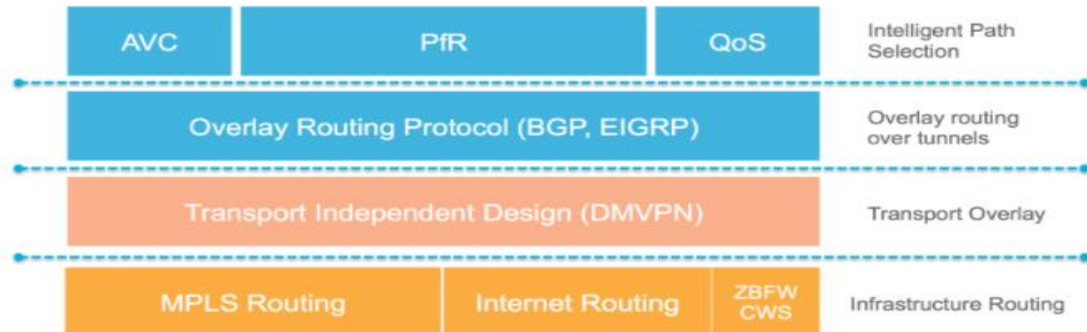 AVC
PfR
QoS
Intelligent Path
Selection
Overlay Routing Protocol (BGP, EIGRP)
Overlay routing
over tunnels
Transport Independent Design (DMVPN)
Transport Overlay
MPLS Routing
Internet Routing
ZBFW
CWS
Infrastructure Routing